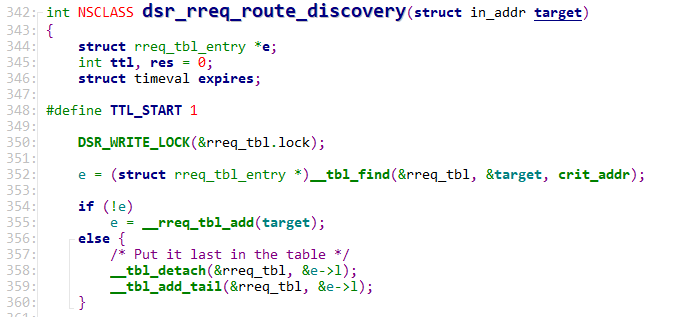 342: int NSCLASS dsr_rreq_route_discovery(struct in_addr target)
343: {
344:     struct rreq_tbl_entry *e;
345:     int ttl, res = 0;
346:     struct timeval expires;
347:
348: #define TTL_START 1
349:
350:     DSR_WRITE_LOCK(&rreq_tbl.lock);
351:
352:     e = (struct rreq_tbl_entry *)__tbl_find(&rreq_tbl, &target, crit_addr);
353:
354:     if (!e)
355:         e = __rreq_tbl_add(target);
356:     else {
357:         /* Put it last in the table */
358:         __tbl_detach(&rreq_tbl, &e->l);
359:         __tbl_add_tail(&rreq_tbl, &e->l);
360:     }